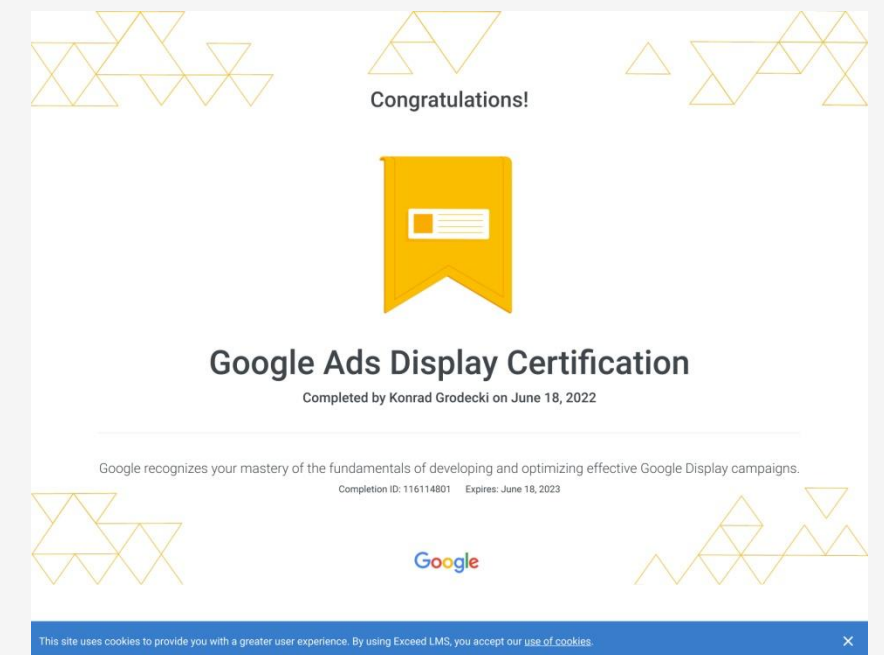 Congratulations!
Google Ads Display Certification
Completed by Konrad Grodecki on June 18, 2022
Google recognizes your mastery of the fundamentals of developing and optimizing effective Google Display campaigns.
Completion ID: 116114801 Expires: June 18, 2023
Google
This site uses cookies to provide you with a greater user experience. By using Exceed LMS, you accept our use of cookies.